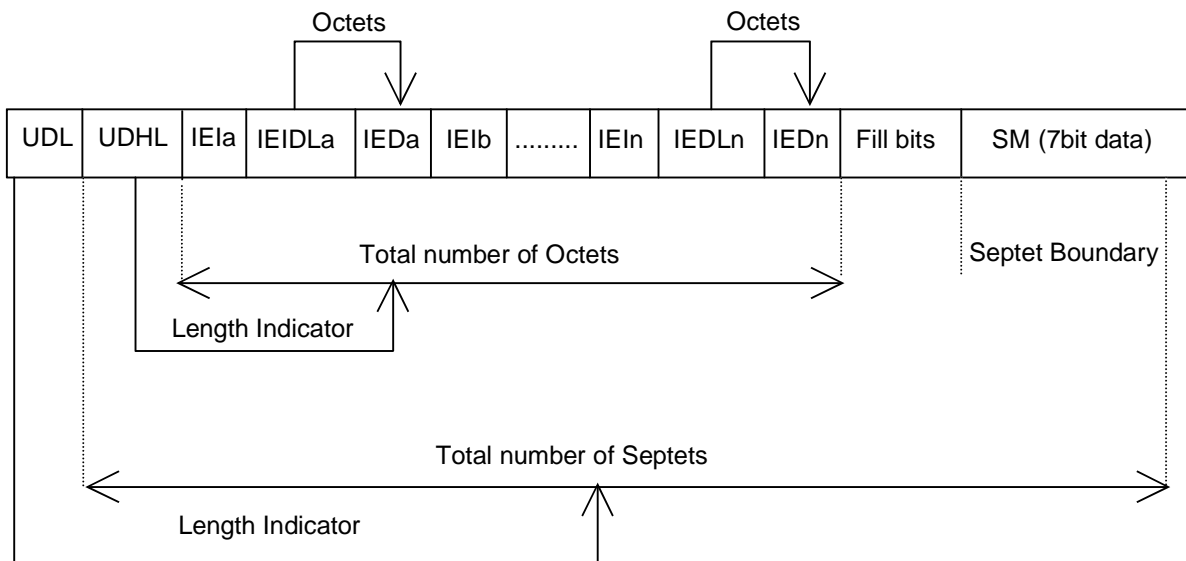 Octets Octets
UDL UDHL IEIa IEIDLa IEDa IEIb ......... IEIn IEDLn IEDn Fill bits SM (7bit data)
Total number of Octets
Septet Boundary
Length Indicator
Total number of Septets
Length Indicator